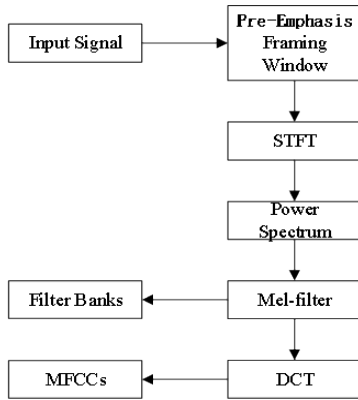 Input Signal
Pre-Emphasis
Framing
Window
STFT
Power
Spectrum
Filter Banks
Mel-filter
MFCCs
DCT